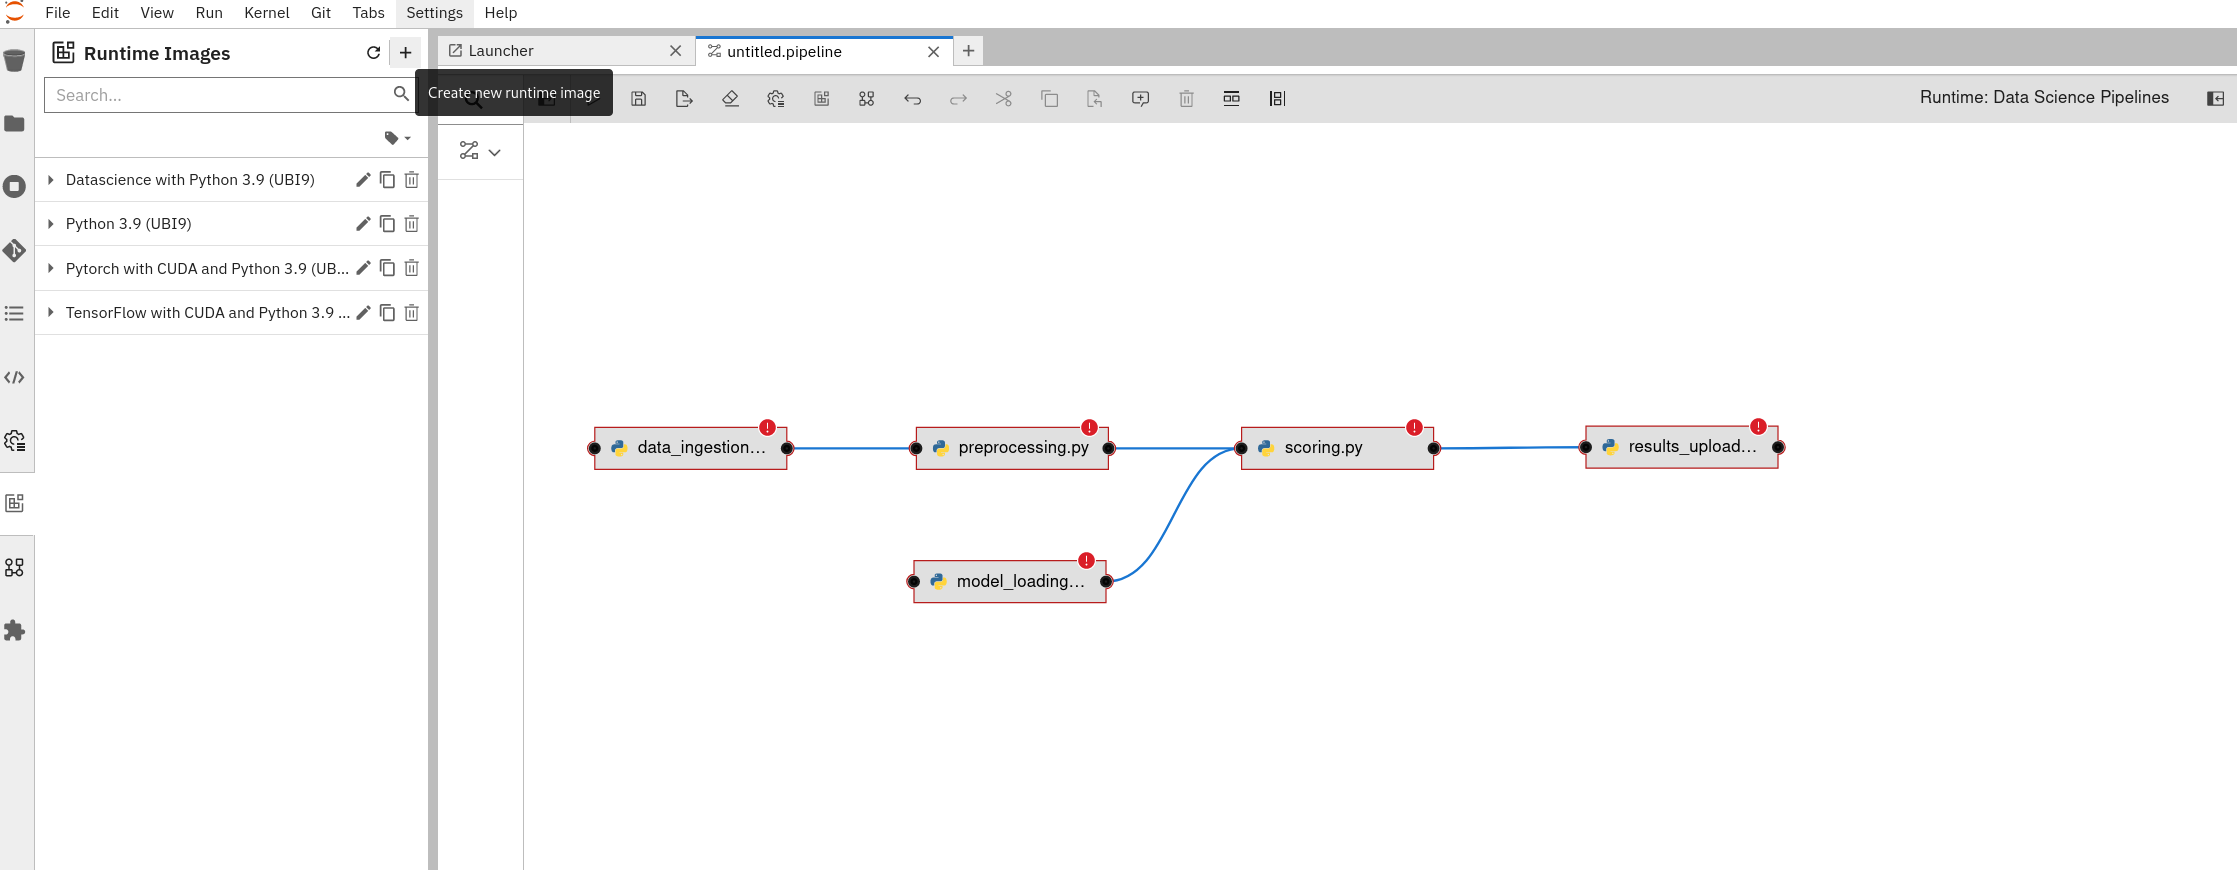 File Edit View Run Kernel Git Tabs Settings Help
Runtime Images
Search...
Create new runtime image
Datascience with Python 3.9 (UBI9)
Python 3.9 (UBI9)
Pytorch with CUDA and Python 3.9 (UB...
TensorFlow with CUDA and Python 3.9 ...
Launcher
untitled.pipeline
Runtime: Data Science Pipelines
data_ingestion...
preprocessing.py
scoring.py
results_upload...
model_loading...